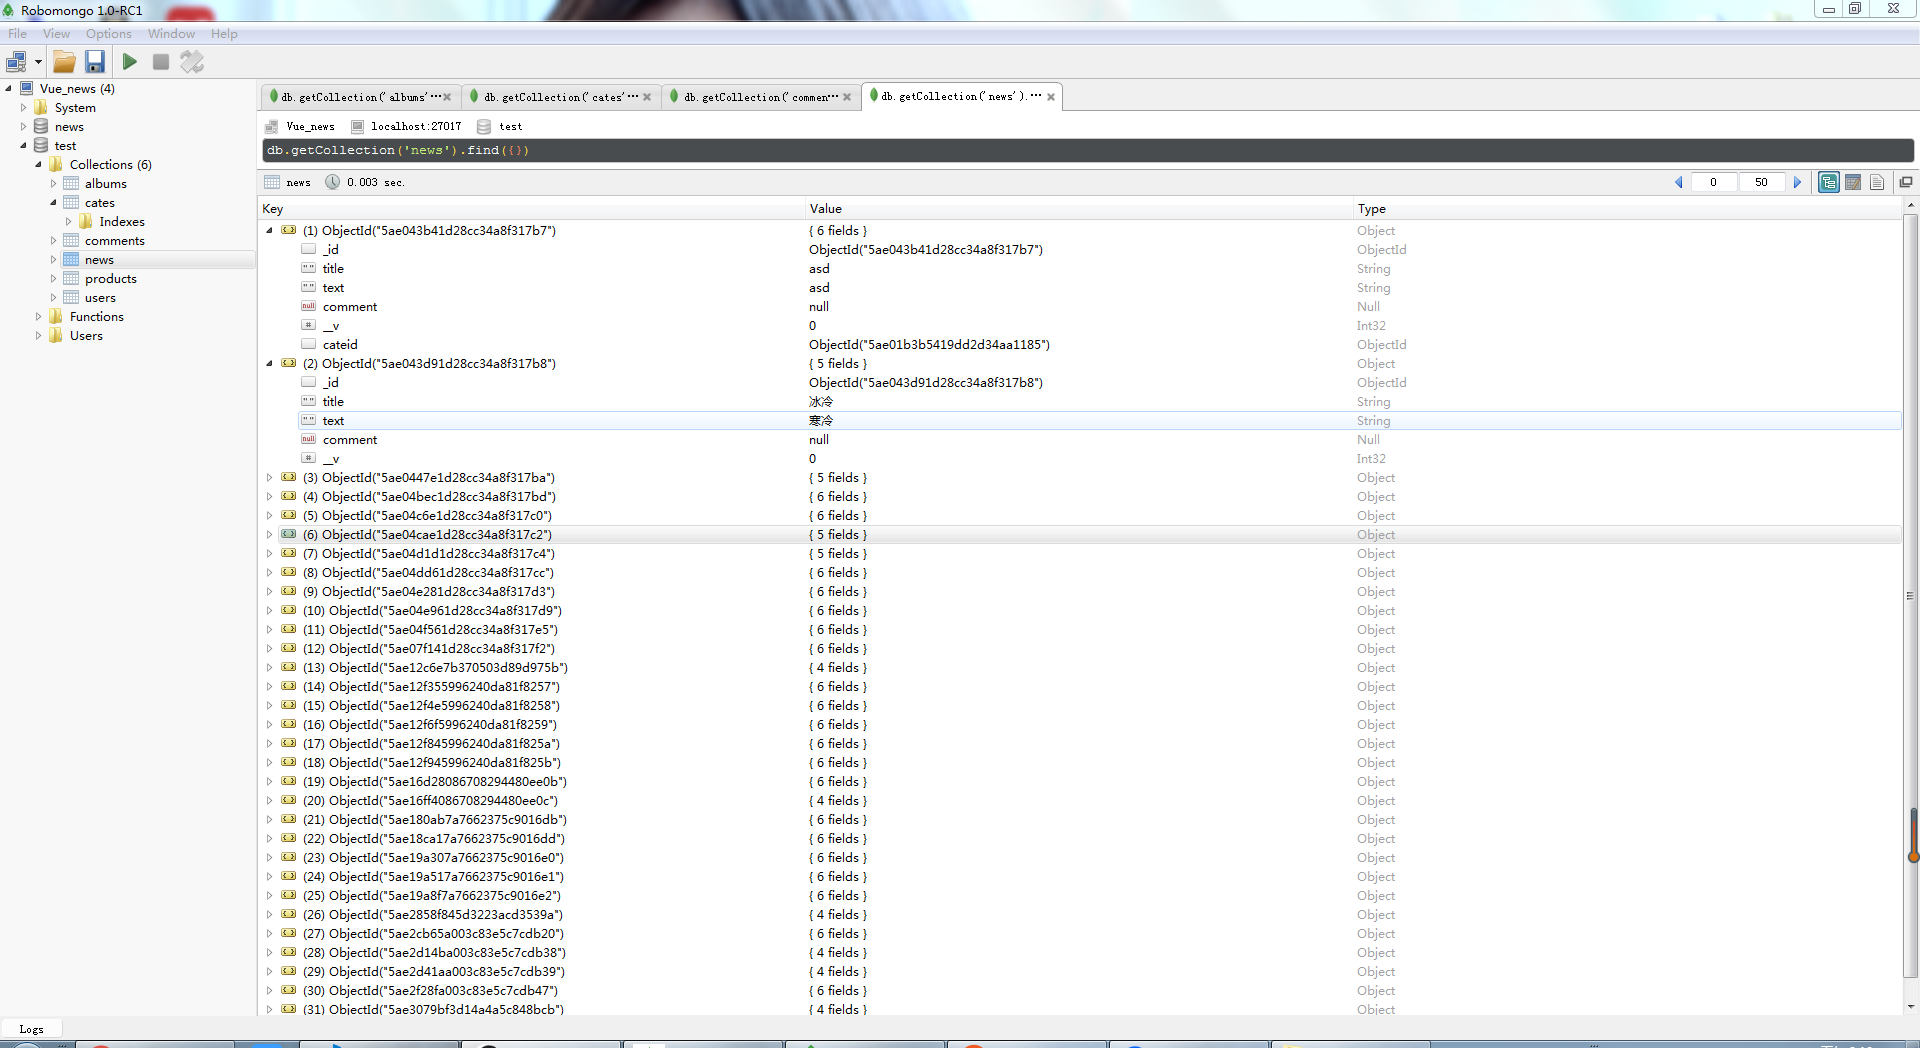 Robomongo 1.0-RC1
File View Options Window Help
Vue_news (4)
System
news
test
Collections (6)
albums
cates
Indexes
comments
news
products
users
Functions
Users
db.getCollection('albums'··· db.getCollection('cates'··· db.getCollection('commen··· db.getCollection('news').···
Vue_news localhost:27017 test
db.getCollection('news').find({})
news 0.003 sec. 0 50
Key Value Type
(1) ObjectId("5ae043b41d28cc34a8f317b7") { 6 fields } Object
_id ObjectId("5ae043b41d28cc34a8f317b7") ObjectId
"" title asd String
"" text asd String
null comment null Null
# __v 0 Int32
cateid ObjectId("5ae01b3b5419dd2d34aa1185") ObjectId
(2) ObjectId("5ae043d91d28cc34a8f317b8") { 5 fields } Object
_id ObjectId("5ae043d91d28cc34a8f317b8") ObjectId
"" title 冰冷 String
"" text 寒冷 String
null comment null Null
# __v 0 Int32
(3) ObjectId("5ae0447e1d28cc34a8f317ba") { 5 fields } Object
(4) ObjectId("5ae04bec1d28cc34a8f317bd") { 6 fields } Object
(5) ObjectId("5ae04c6e1d28cc34a8f317c0") { 6 fields } Object
(6) ObjectId("5ae04cae1d28cc34a8f317c2") { 5 fields } Object
(7) ObjectId("5ae04d1d1d28cc34a8f317c4") { 5 fields } Object
(8) ObjectId("5ae04dd61d28cc34a8f317cc") { 6 fields } Object
(9) ObjectId("5ae04e281d28cc34a8f317d3") { 6 fields } Object
(10) ObjectId("5ae04e961d28cc34a8f317d9") { 6 fields } Object
(11) ObjectId("5ae04f561d28cc34a8f317e5") { 6 fields } Object
(12) ObjectId("5ae07f141d28cc34a8f317f2") { 6 fields } Object
(13) ObjectId("5ae12c6e7b370503d89d975b") { 4 fields } Object
(14) ObjectId("5ae12f355996240da81f8257") { 6 fields } Object
(15) ObjectId("5ae12f4e5996240da81f8258") { 6 fields } Object
(16) ObjectId("5ae12f6f5996240da81f8259") { 6 fields } Object
(17) ObjectId("5ae12f845996240da81f825a") { 6 fields } Object
(18) ObjectId("5ae12f945996240da81f825b") { 6 fields } Object
(19) ObjectId("5ae16d28086708294480ee0b") { 6 fields } Object
(20) ObjectId("5ae16ff4086708294480ee0c") { 4 fields } Object
(21) ObjectId("5ae180ab7a7662375c9016db") { 6 fields } Object
(22) ObjectId("5ae18ca17a7662375c9016dd") { 6 fields } Object
(23) ObjectId("5ae19a307a7662375c9016e0") { 6 fields } Object
(24) ObjectId("5ae19a517a7662375c9016e1") { 6 fields } Object
(25) ObjectId("5ae19a8f7a7662375c9016e2") { 6 fields } Object
(26) ObjectId("5ae2858f845d3223acd3539a") { 4 fields } Object
(27) ObjectId("5ae2cb65a003c83e5c7cdb20") { 6 fields } Object
(28) ObjectId("5ae2d14ba003c83e5c7cdb38") { 4 fields } Object
(29) ObjectId("5ae2d41aa003c83e5c7cdb39") { 4 fields } Object
(30) ObjectId("5ae2f28fa003c83e5c7cdb47") { 6 fields } Object
(31) ObjectId("5ae3079bf3d14a4a5c848bcb") { 4 fields } Object
Logs